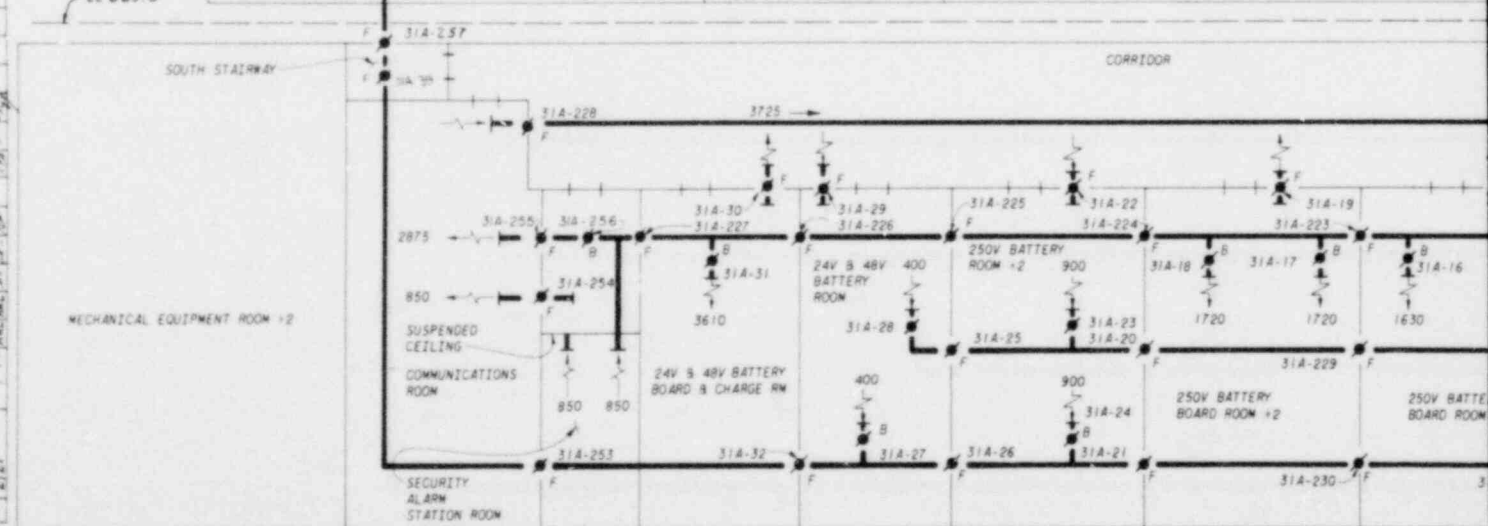 F 31A-257
SOUTH STAIRWAY
F
CORRIDOR
31A-228
F
3725
F F F F
31A-30
31A-29
31A-22
31A-19
31A-255
31A-256
31A-227
31A-226
31A-225
31A-224
31A-223
2875
F B F F F F F
B
31A-31
24V & 48V
BATTERY
ROOM
400
250V BATTERY
ROOM #2
900
31A-18
B
31A-17
B
B
31A-16
850
31A-254
F
3610
1720
1720
1630
MECHANICAL EQUIPMENT ROOM #2
SUSPENDED
CEILING
COMMUNICATIONS
ROOM
31A-28
31A-25
F
31A-23
31A-20
F
31A-229
F
850
850
24V & 48V BATTERY
BOARD & CHARGE RM
400
900
250V BATTERY
BOARD ROOM #2
250V BATTE
BOARD ROOM
B
31A-24
B
31A-253
F
31A-32
F
31A-27
31A-26
F
31A-21
F
31A-230
F
SECURITY
ALARM
STATION ROOM